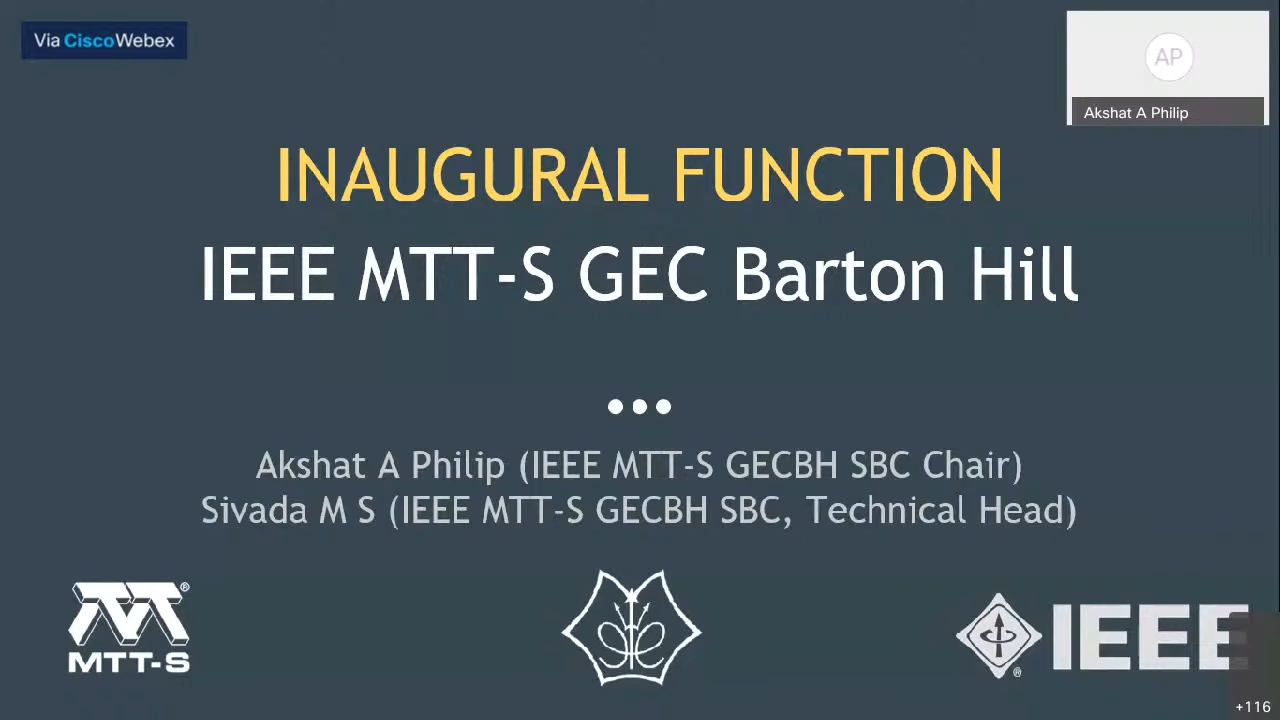 Via CiscoWebex
AP
Akshat A Philip
INAUGURAL FUNCTION
IEEE MTT-S GEC Barton Hill
Akshat A Philip (IEEE MTT-S GECBH SBC Chair)
Sivada M S (IEEE MTT-S GECBH SBC, Technical Head)
MTT-S
®
IEEE
®
+116